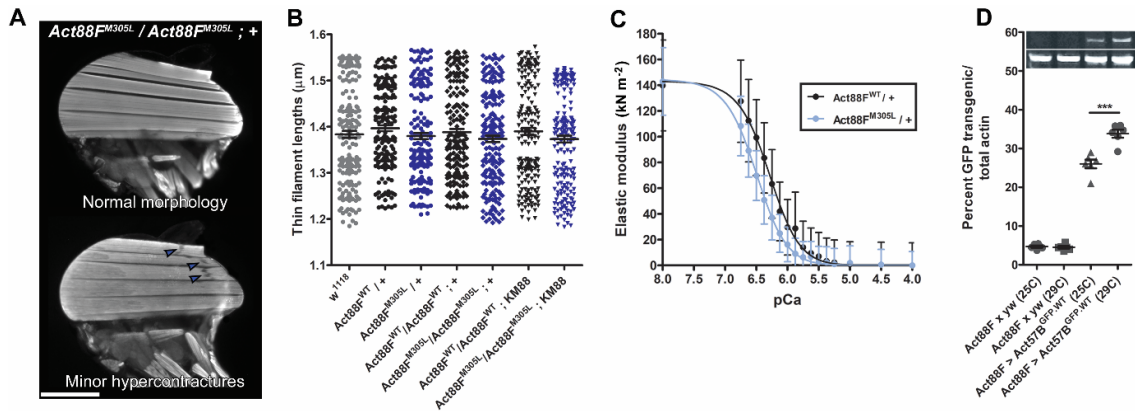 A
Act88F^M305L / Act88F^M305L ; +
Normal morphology
Minor hypercontractures
B
Thin filament lengths (μm)
1.6
1.5
1.4
1.3
1.2
1.1
w^1118
Act88F^WT / +
Act88F^M305L / +
Act88F^WT/Act88F^WT ; +
Act88F^M305L/Act88F^M305L ; +
Act88F^WT/Act88F^WT ; KM88
Act88F^M305L/Act88F^M305L ; KM88
C
Elastic modulus (kN m^-2)
180
160
140
120
100
80
60
40
20
0
8.0 7.5 7.0 6.5 6.0 5.5 5.0 4.5 4.0
pCa
Act88F^WT / +
Act88F^M305L / +
D
Percent GFP transgenic/
total actin
60
50
40
30
20
10
0
***
Act88F x yw (25C)
Act88F x yw (29C)
Act88F > Act57B^GFP.WT (25C)
Act88F > Act57B^GFP.WT (29C)